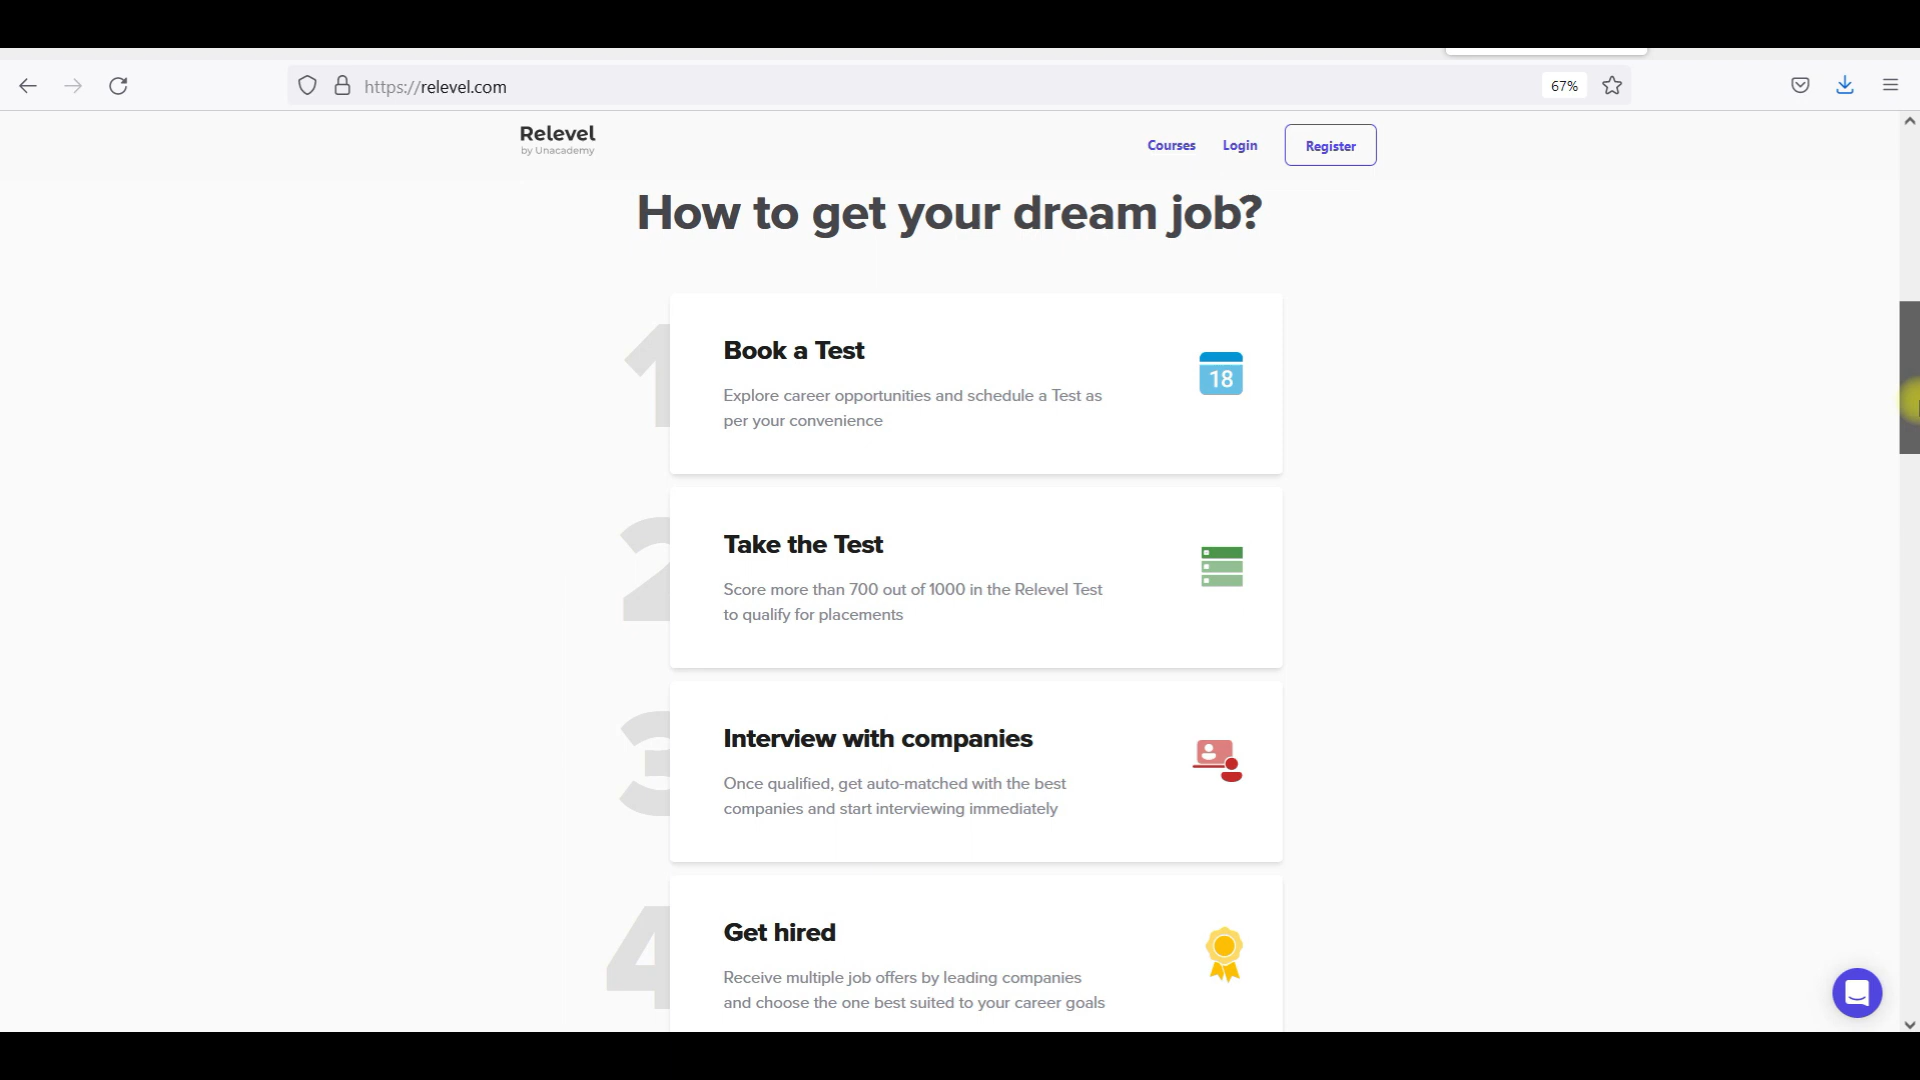 https://relevel.com
67%
Relevel
by Unacademy
Courses
Login
Register
How to get your dream job?
1
Book a Test
Explore career opportunities and schedule a Test as
per your convenience
18
2
Take the Test
Score more than 700 out of 1000 in the Relevel Test
to qualify for placements
3
Interview with companies
Once qualified, get auto-matched with the best
companies and start interviewing immediately
4
Get hired
Receive multiple job offers by leading companies
and choose the one best suited to your career goals